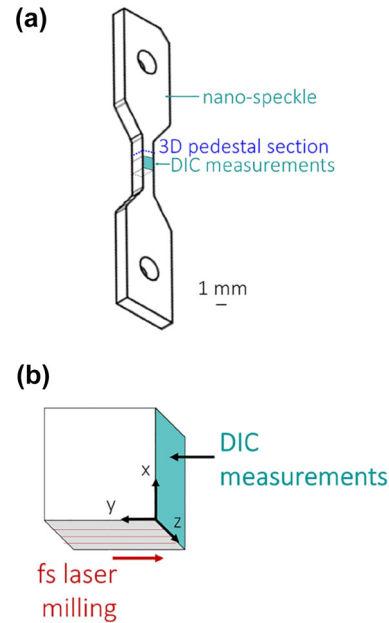 (a)
nano-speckle
3D pedestal section
DIC measurements
1 mm
(b)
DIC
measurements
x
y
z
fs laser
milling